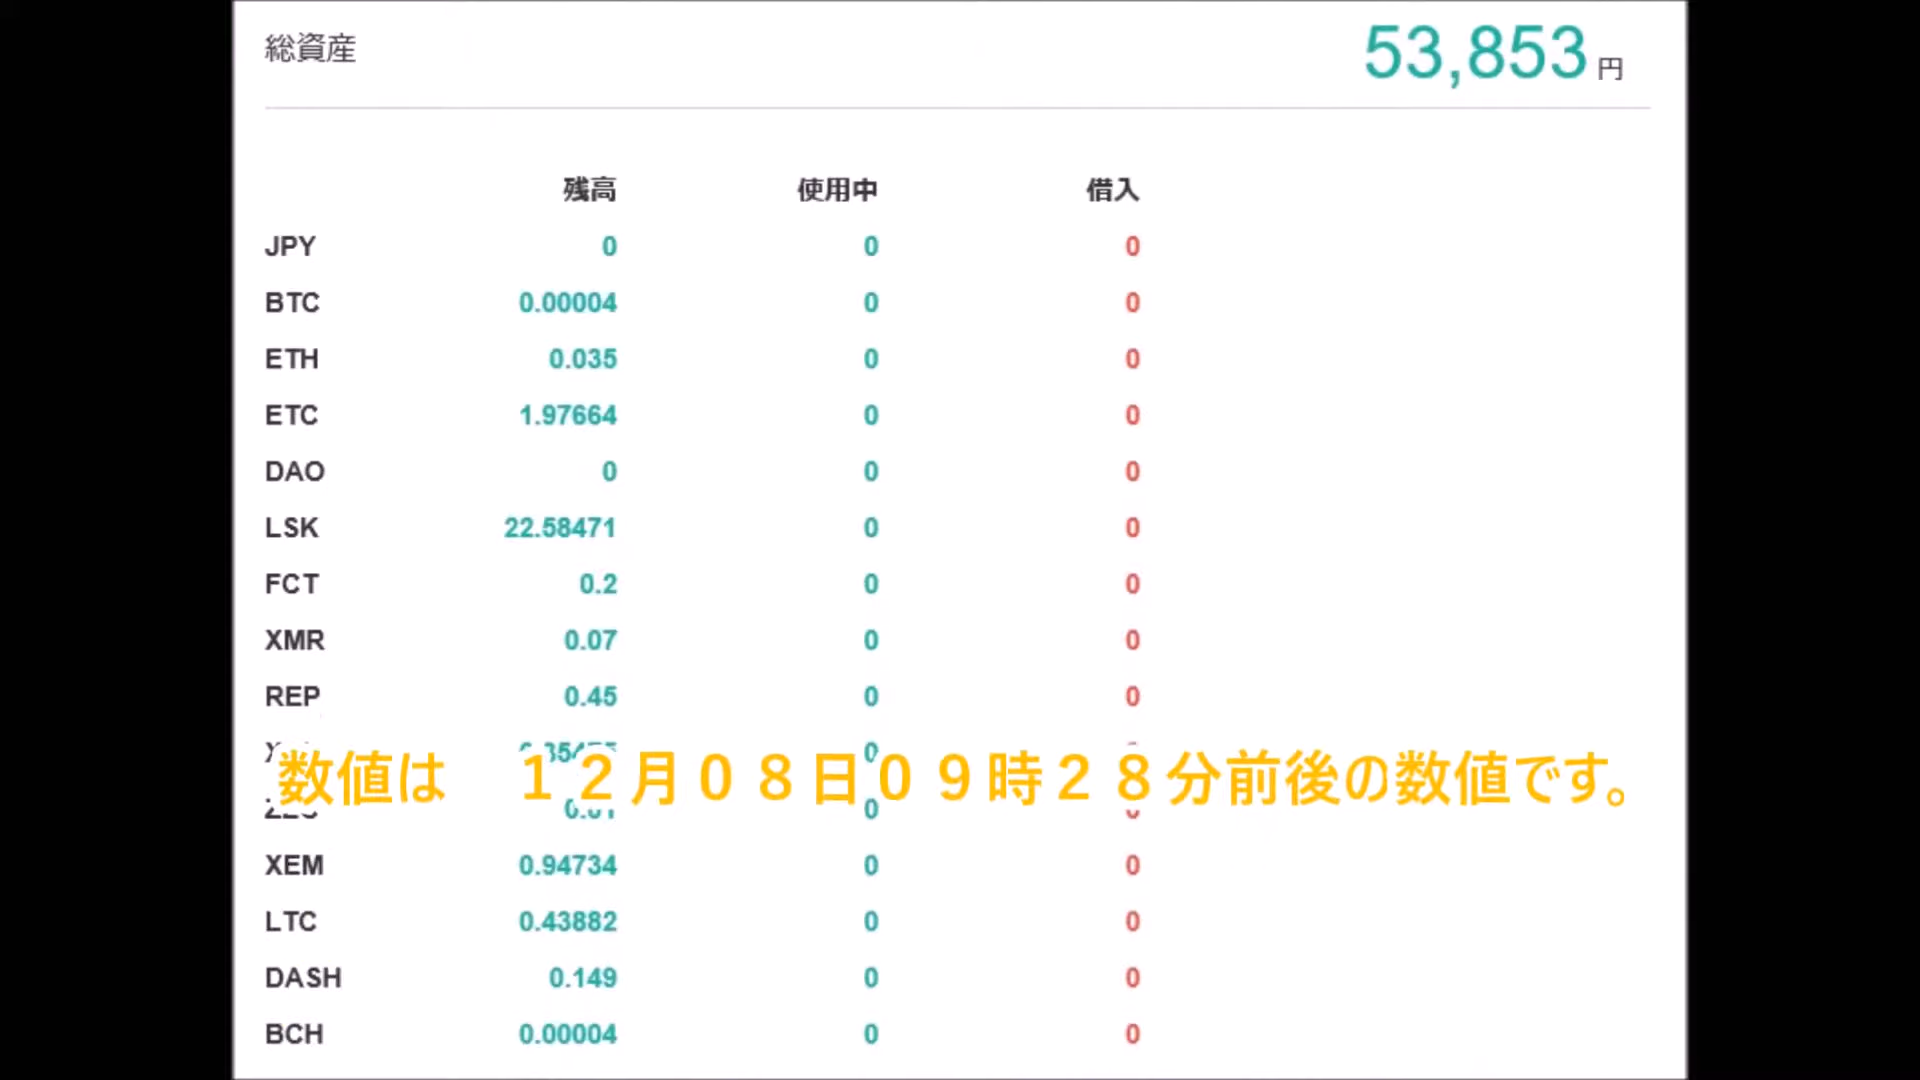 総資産 53,853 円
残高 使用中 借入
JPY 0 0 0
BTC 0.00004 0 0
ETH 0.035 0 0
ETC 1.97664 0 0
DAO 0 0 0
LSK 22.58471 0 0
FCT 0.2 0 0
XMR 0.07 0 0
REP 0.45 0 0
0
数値は １２月０８日０９時２８分前後の数値です。
0 0
XEM 0.94734 0 0
LTC 0.43882 0 0
DASH 0.149 0 0
BCH 0.00004 0 0